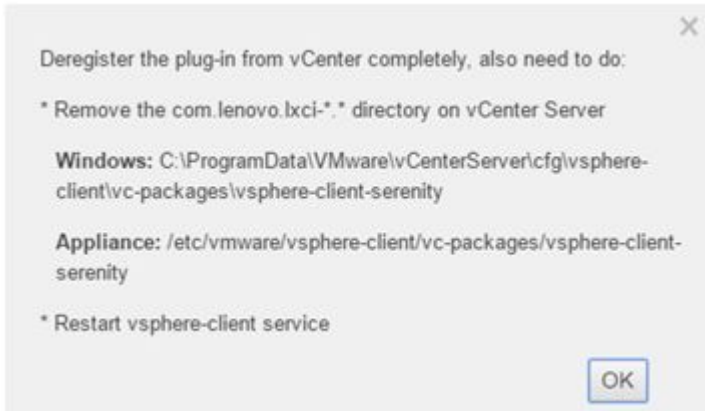 ×
Deregister the plug-in from vCenter completely, also need to do:
* Remove the com.lenovo.lxci-*.* directory on vCenter Server
Windows: C:\ProgramData\VMware\vCenterServer\cfg\vsphere-
client\vc-packages\vsphere-client-serenity
Appliance: /etc/vmware/vsphere-client/vc-packages/vsphere-client-
serenity
* Restart vsphere-client service
OK